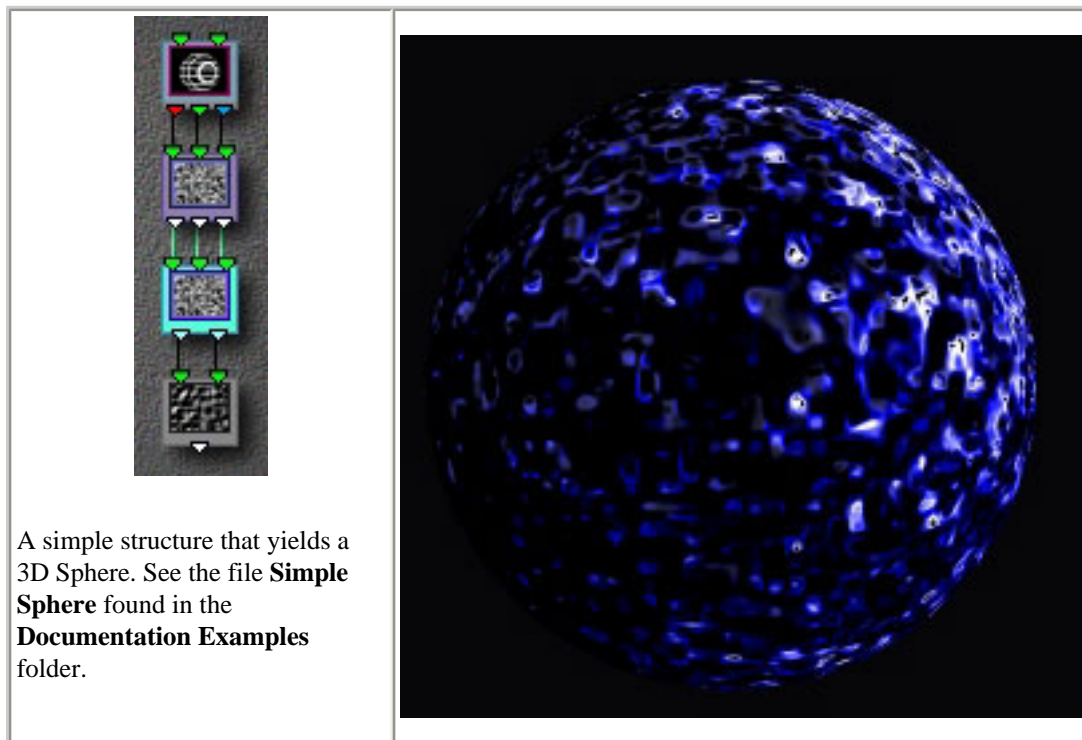 A simple structure that yields a
3D Sphere. See the file Simple
Sphere found in the
Documentation Examples
folder.